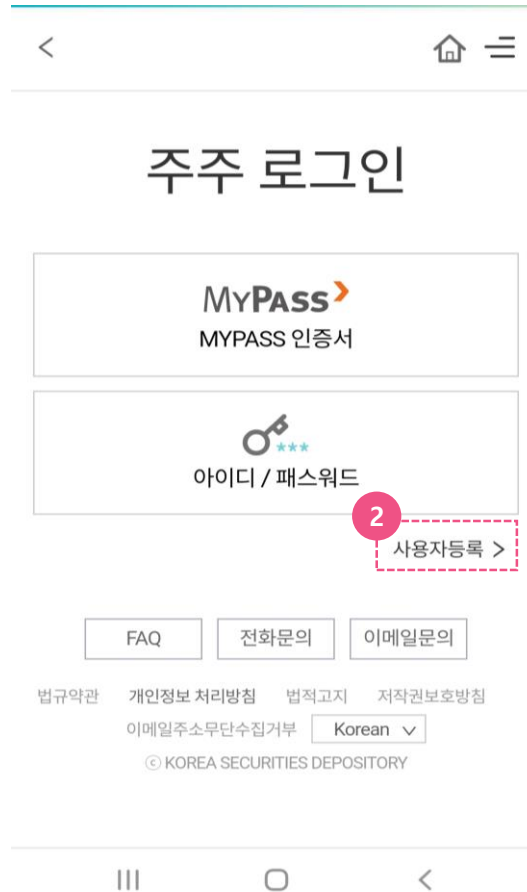 주주 로그인
MYPASS
MYPASS 인증서
***
아이디 / 패스워드
2
사용자등록 >
FAQ 전화문의 이메일문의
법규약관 개인정보 처리방침 법적고지 저작권보호방침
이메일주소무단수집거부 Korean
ⓒ KOREA SECURITIES DEPOSITORY